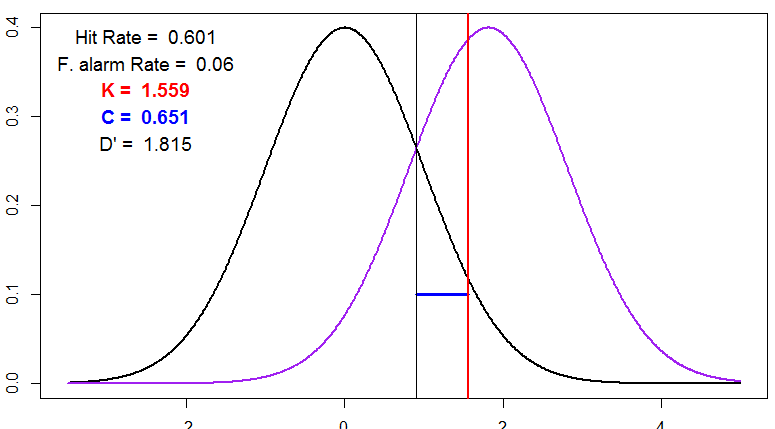 Hit Rate = 0.601
F. alarm Rate = 0.06
K = 1.559
C = 0.651
D' = 1.815
0.4
0.3
0.2
0.1
0.0
2 0 2 4